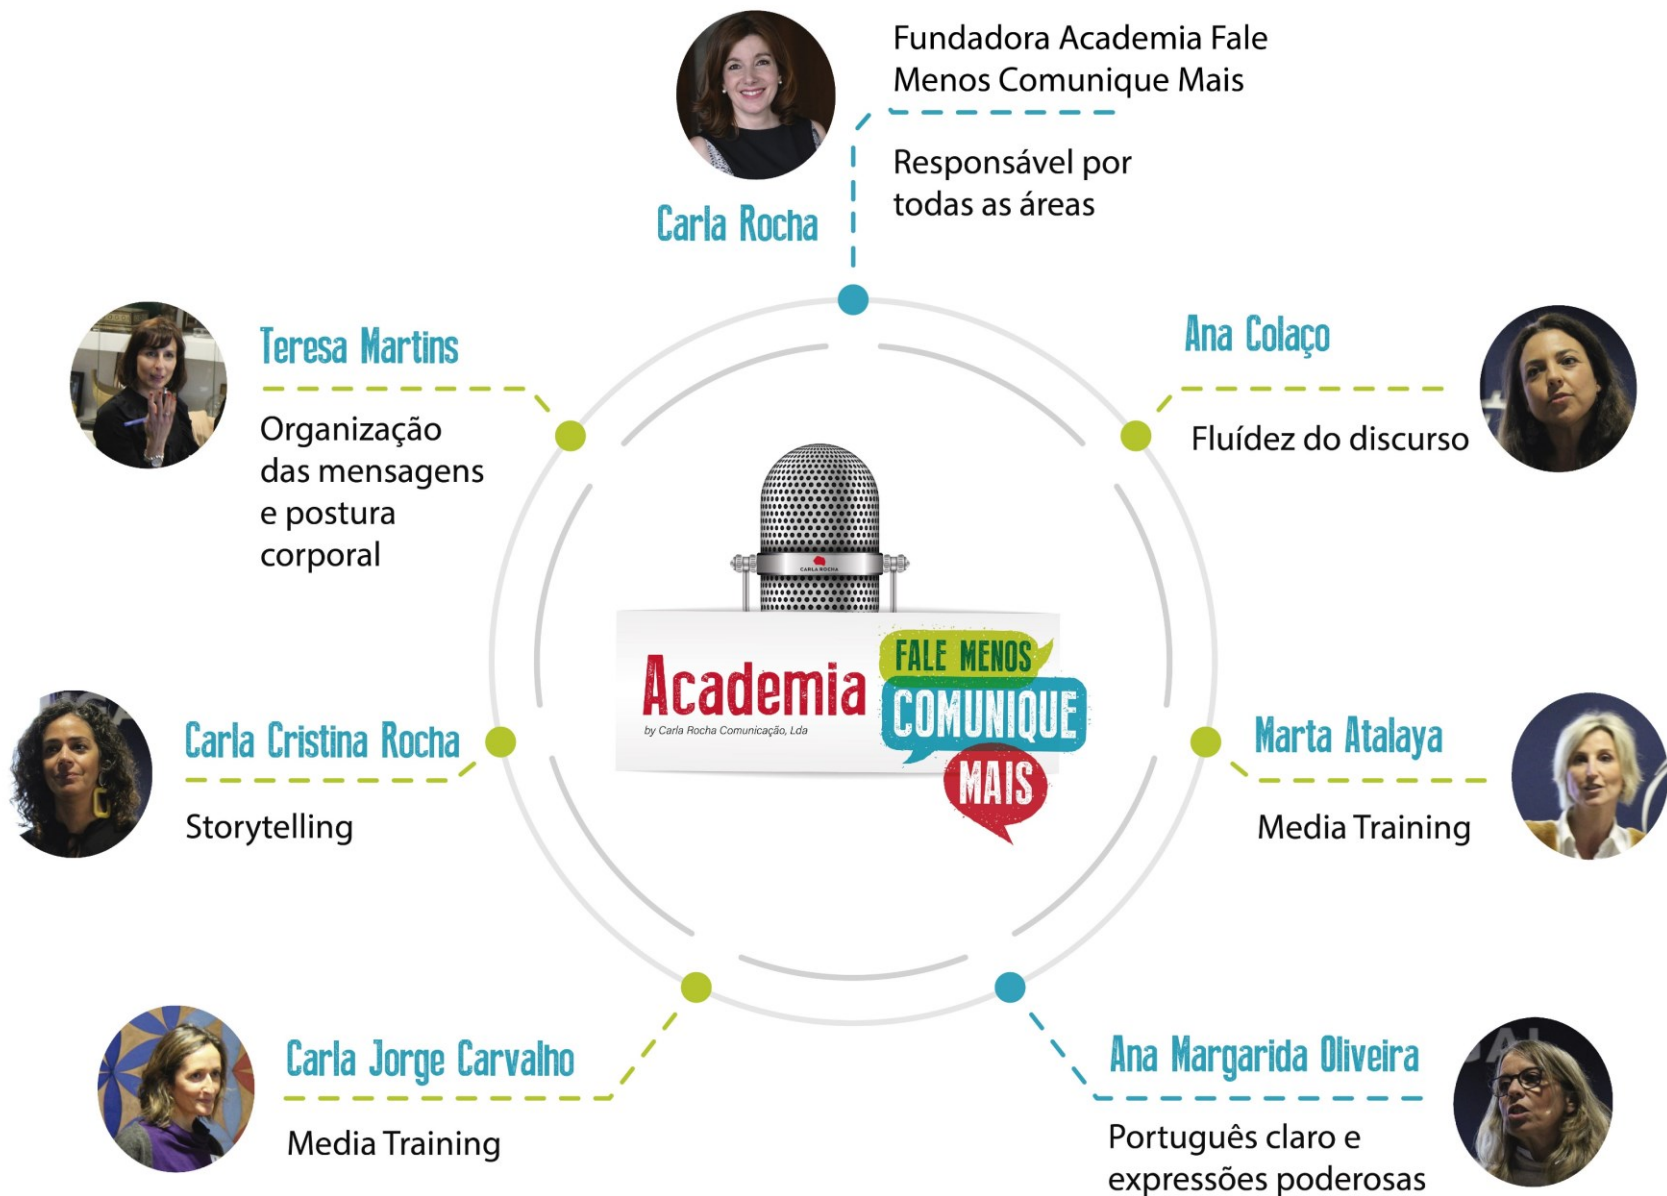 Fundadora Academia Fale
Menos Comunique Mais
Responsável por
todas as áreas
Carla Rocha
Teresa Martins
Organização
das mensagens
e postura
corporal
Ana Colaço
Fluídez do discurso
CARLA ROCHA
Academia
by Carla Rocha Comunicação, Lda
FALE MENOS
COMUNIQUE
MAIS
Carla Cristina Rocha
Storytelling
Marta Atalaya
Media Training
Carla Jorge Carvalho
Media Training
Ana Margarida Oliveira
Português claro e
expressões poderosas